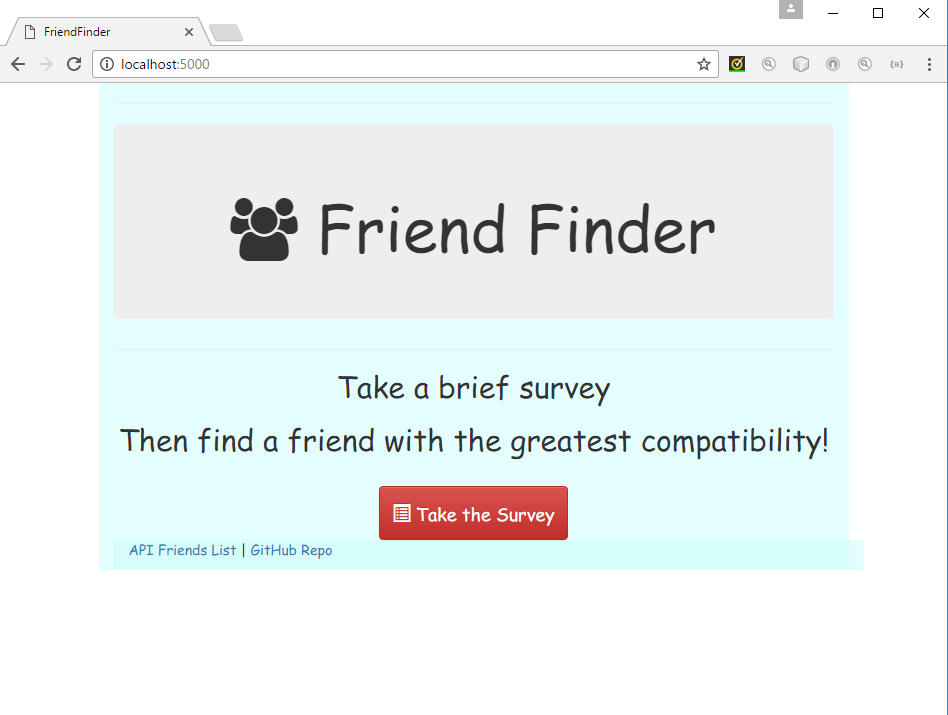 FriendFinder
localhost:5000
Friend Finder
Take a brief survey
Then find a friend with the greatest compatibility!
Take the Survey
API Friends List | GitHub Repo